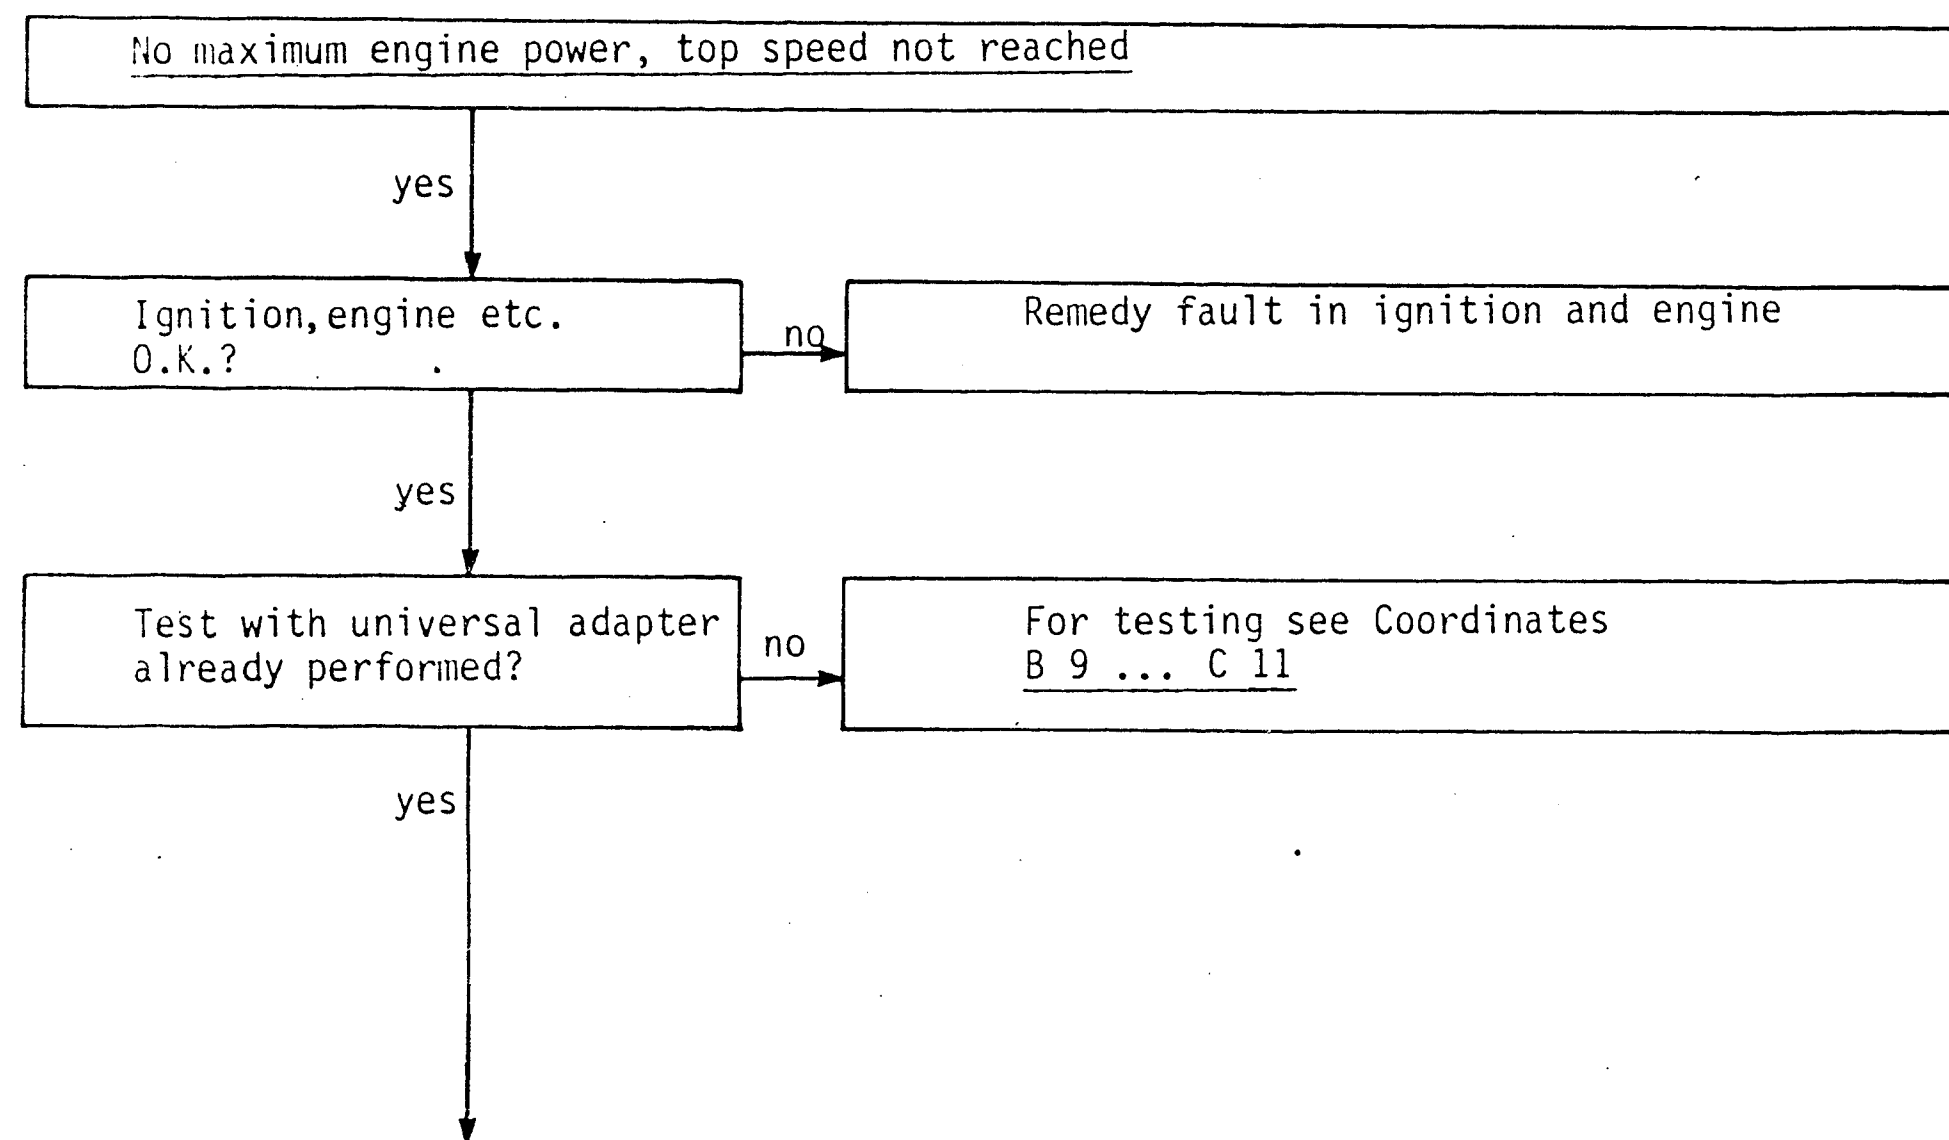 No maximum engine power, top speed not reached
yes
Ignition, engine etc.
O.K.?
no
Remedy fault in ignition and engine
yes
Test with universal adapter
already performed?
no
For testing see Coordinates
B 9 ... C 11
yes